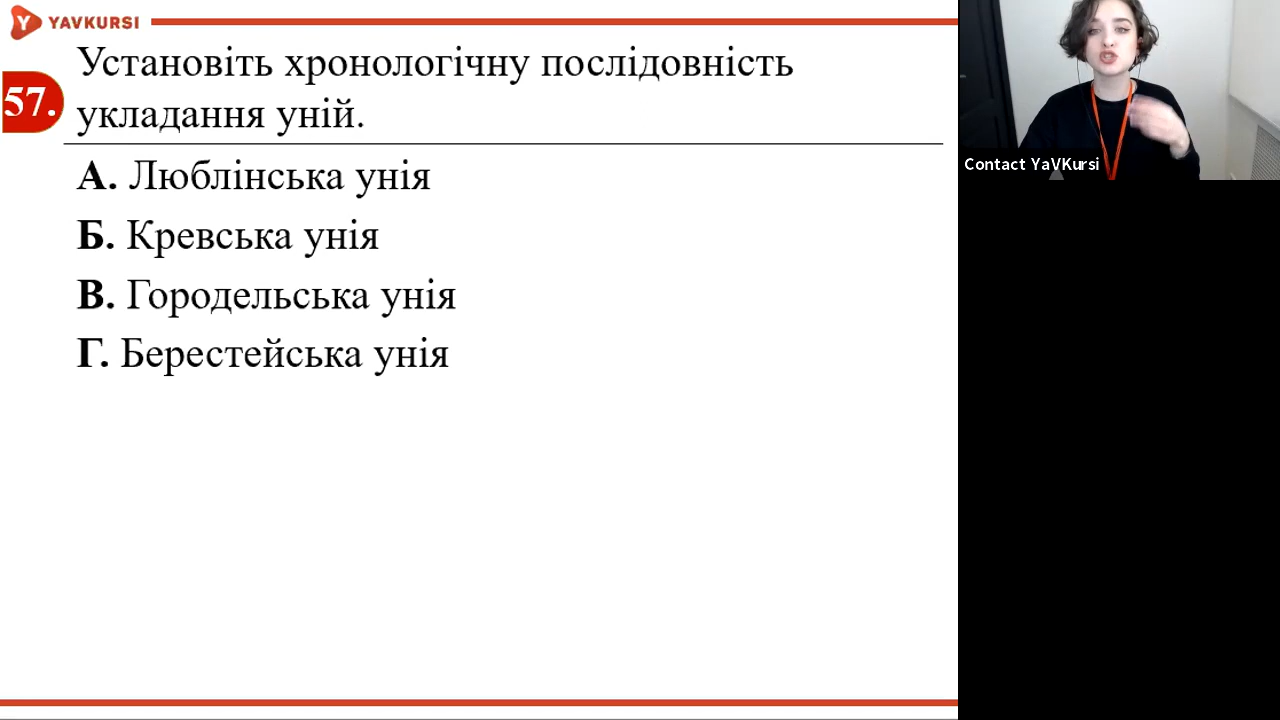 YAVKURSI
57.
Установіть хронологічну послідовність
укладання уній.
А. Люблінська унія
Б. Кревська унія
В. Городельська унія
Г. Берестейська унія
Contact YaVKursi